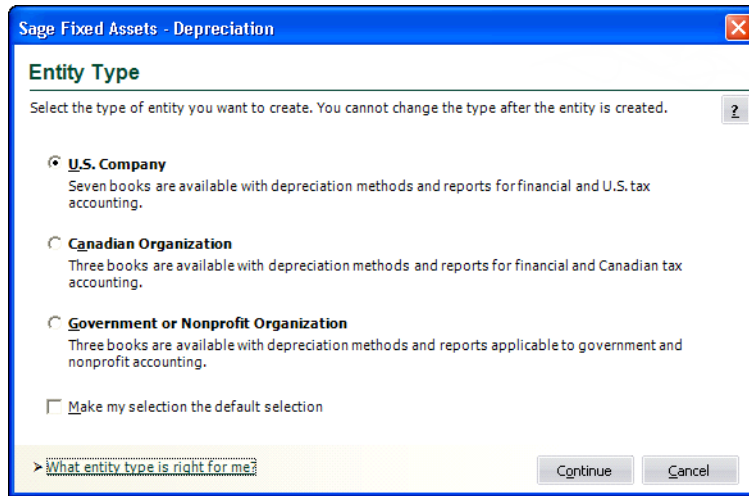 Sage Fixed Assets - Depreciation
Entity Type
Select the type of entity you want to create. You cannot change the type after the entity is created.
?
U.S. Company
Seven books are available with depreciation methods and reports for financial and U.S. tax
accounting.
Canadian Organization
Three books are available with depreciation methods and reports for financial and Canadian tax
accounting.
Government or Nonprofit Organization
Three books are available with depreciation methods and reports applicable to government and
nonprofit accounting.
Make my selection the default selection
What entity type is right for me?
Continue
Cancel